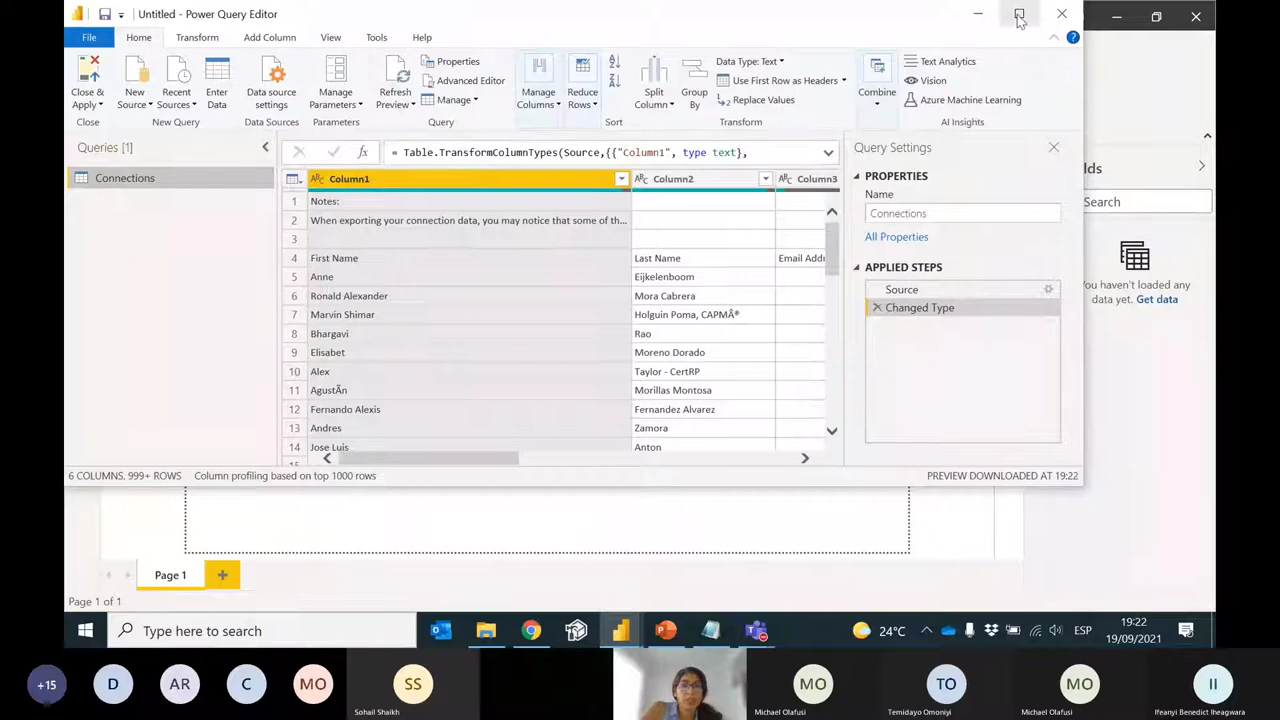 Untitled - Power Query Editor
File Home Transform Add Column View Tools Help
Close & Apply
Close
New Source
Recent Sources
Enter Data
New Query
Data source settings
Data Sources
Manage Parameters
Parameters
Refresh Preview
Properties
Advanced Editor
Manage
Query
Manage Columns
Reduce Rows
Sort
Split Column
Group By
Data Type: Text
Use First Row as Headers
Replace Values
Transform
Combine
Text Analytics
Vision
Azure Machine Learning
AI Insights
Queries [1]
Connections
fx = Table.TransformColumnTypes(Source,{{"Column1", type text},
Column1 Column2 Column3
1 Notes:
2 When exporting your connection data, you may notice that some of th...
3
4 First Name Last Name Email Addr
5 Anne Eijkelenboom
6 Ronald Alexander Mora Cabrera
7 Marvin Shimar Holguin Poma, CAPMÂ®
8 Bhargavi Rao
9 Elisabet Moreno Dorado
10 Alex Taylor - CertRP
11 AgustÃn Morillas Montosa
12 Fernando Alexis Fernandez Alvarez
13 Andres Zamora
14 Jose Luis Anton
Query Settings
PROPERTIES
Name
Connections
All Properties
APPLIED STEPS
Source
Changed Type
6 COLUMNS, 999+ ROWS Column profiling based on top 1000 rows PREVIEW DOWNLOADED AT 19:22
lds
Search
You haven't loaded any data yet. Get data
Page 1
Page 1 of 1
Type here to search
24°C
ESP
19:22
19/09/2021
+15 D AR C MO SS MO TO MO II
Sohail Shaikh Michael Olafusi Temidayo Omoniyi Michael Olafusi Ifeanyi Benedict Iheagwara